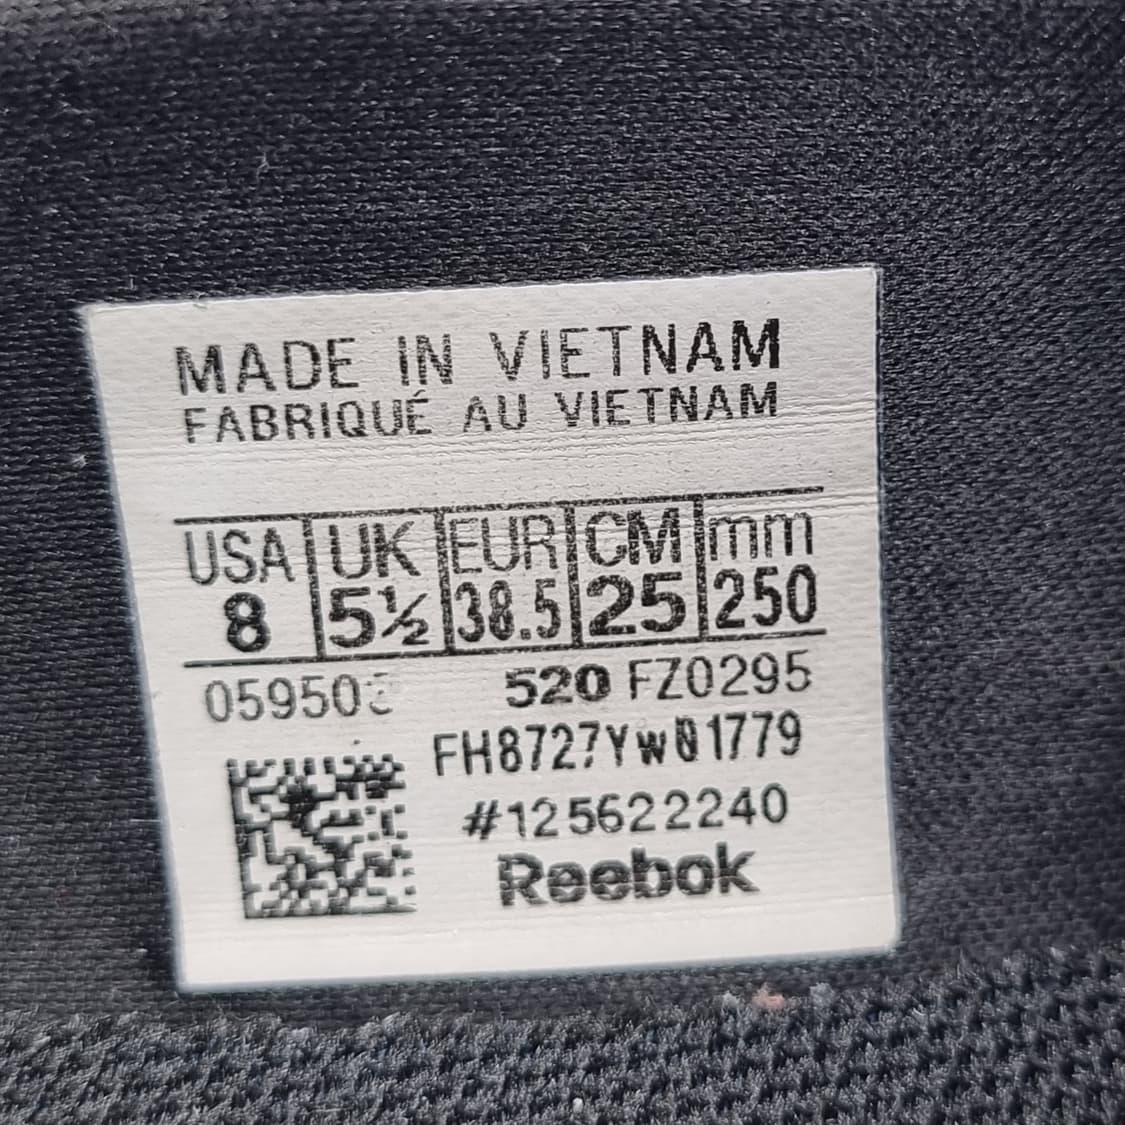 MADE IN VIETNAM
FABRIQUÉ AU VIETNAM
USA UK EUR CM mm
8 5½ 38.5 25 250
520 FZ0295
FH8727YW01779
#125622240
Reebok